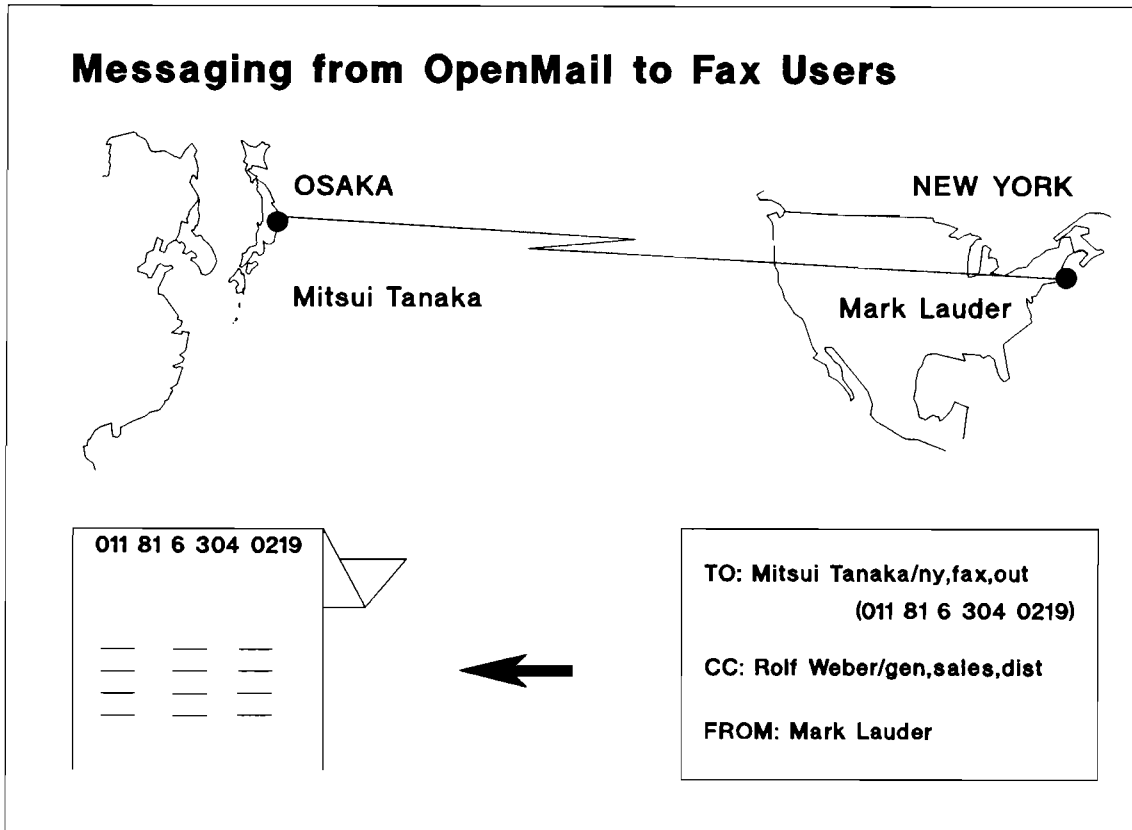 Messaging from OpenMail to Fax Users
OSAKA
NEW YORK
Mitsui Tanaka
Mark Lauder
011 81 6 304 0219
TO: Mitsui Tanaka/ny,fax,out
(011 81 6 304 0219)
CC: Rolf Weber/gen,sales,dist
FROM: Mark Lauder